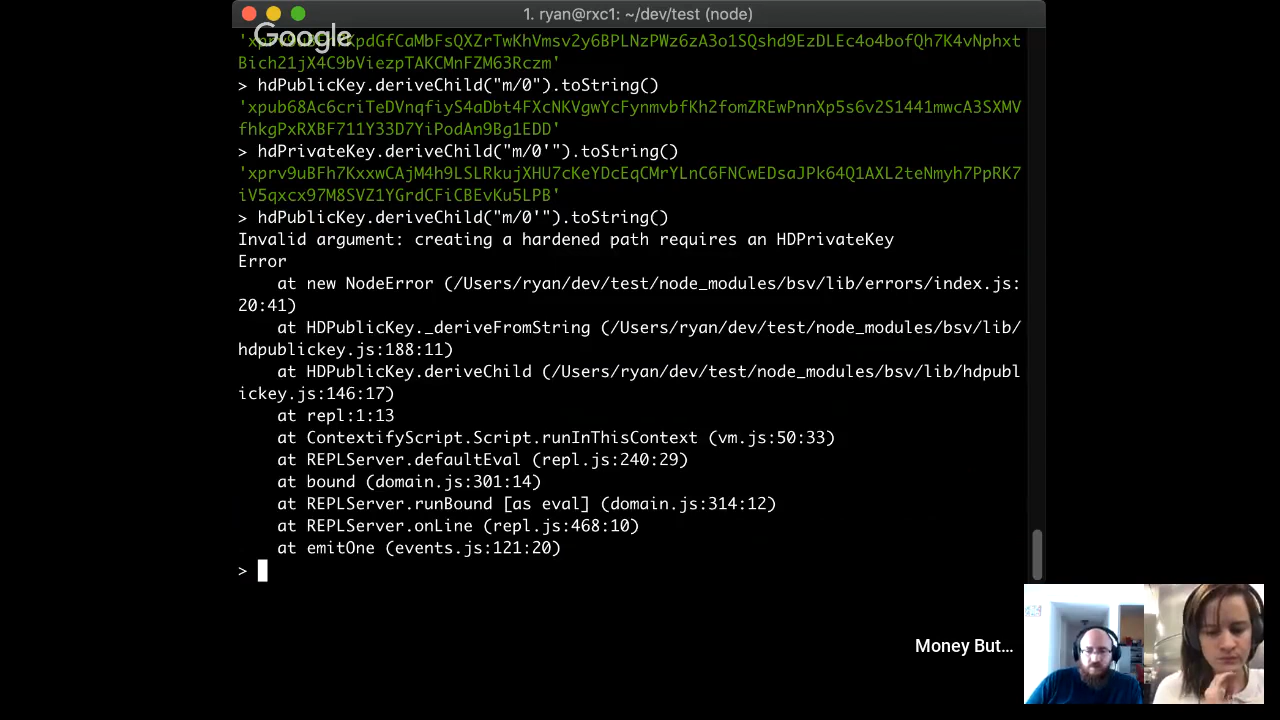 1. ryan@rxc1: ~/dev/test (node)
Google
'xprv9uBEnYKpdGfCaMbFsQXZrTwKhVmsv2y6BPLNzPWz6zA3o1SQshd9EzDLEc4o4bofQh7K4vNphxt
Bich21jX4C9bViezpTAKCMnFZM63Rczm'
> hdPublicKey.deriveChild("m/0").toString()
'xpub68Ac6criTeDVnqfiyS4aDbt4FXcNKVgwYcFynmvbfKh2fomZREwPnnXp5s6v2S1441mwcA3SXMV
fhkgPxRXBF711Y33D7YiPodAn9Bg1EDD'
> hdPrivateKey.deriveChild("m/0'").toString()
'xprv9uBFh7KxxwCAjM4h9LSLRkujXHU7cKeYDcEqCMrYLnC6FNCwEDsaJPk64Q1AXL2teNmyh7PpRK7
iV5qxcx97M8SVZ1YGrdCFiCBEvKu5LPB'
> hdPublicKey.deriveChild("m/0'").toString()
Invalid argument: creating a hardened path requires an HDPrivateKey
Error
at new NodeError (/Users/ryan/dev/test/node_modules/bsv/lib/errors/index.js:
20:41)
at HDPublicKey._deriveFromString (/Users/ryan/dev/test/node_modules/bsv/lib/
hdpublickey.js:188:11)
at HDPublicKey.deriveChild (/Users/ryan/dev/test/node_modules/bsv/lib/hdpubl
ickey.js:146:17)
at repl:1:13
at ContextifyScript.Script.runInThisContext (vm.js:50:33)
at REPLServer.defaultEval (repl.js:240:29)
at bound (domain.js:301:14)
at REPLServer.runBound [as eval] (domain.js:314:12)
at REPLServer.onLine (repl.js:468:10)
at emitOne (events.js:121:20)
>
Money But...